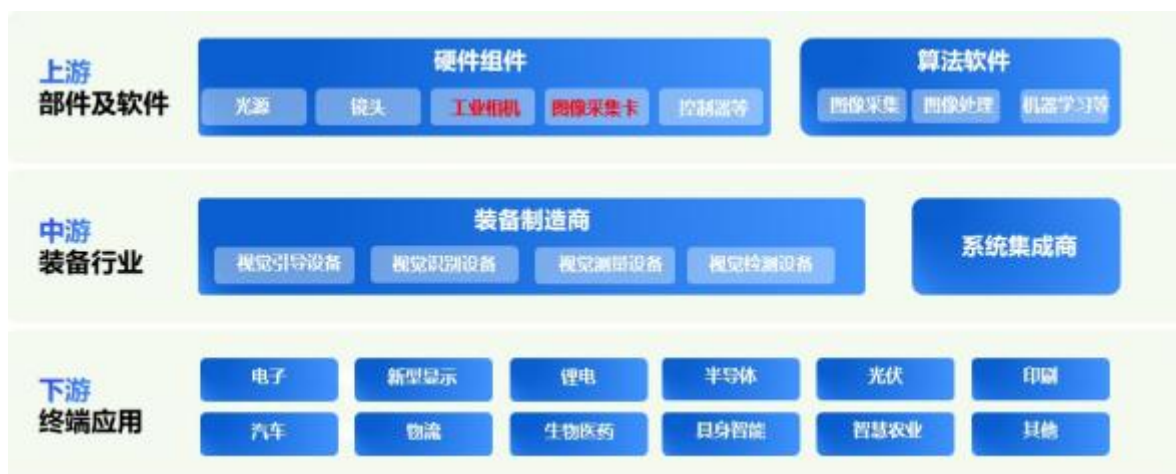 上游
部件及软件
硬件组件
光源 镜头 工业相机 图像采集卡 控制器等
算法软件
图像采集 图像处理 机器学习等
中游
装备行业
装备制造商
视觉引导设备 视觉识别设备 视觉测量设备 视觉检测设备
系统集成商
下游
终端应用
电子 新型显示 锂电 半导体 光伏 印刷
汽车 物流 生物医药 具身智能 智慧农业 其他